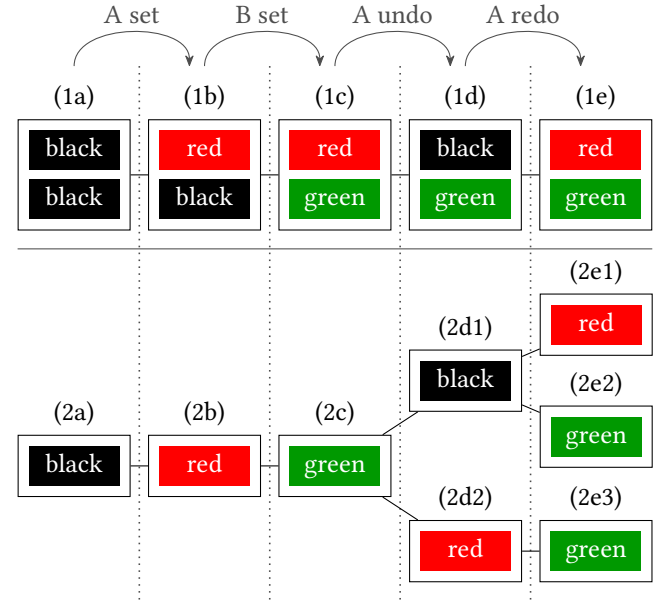 A set B set A undo A redo
(1a) (1b) (1c) (1d) (1e)
black red red black red
black black green green green
(2e1)
red
(2d1)
black
(2e2)
green
(2a) (2b) (2c)
black red green
(2d2) (2e3)
red green